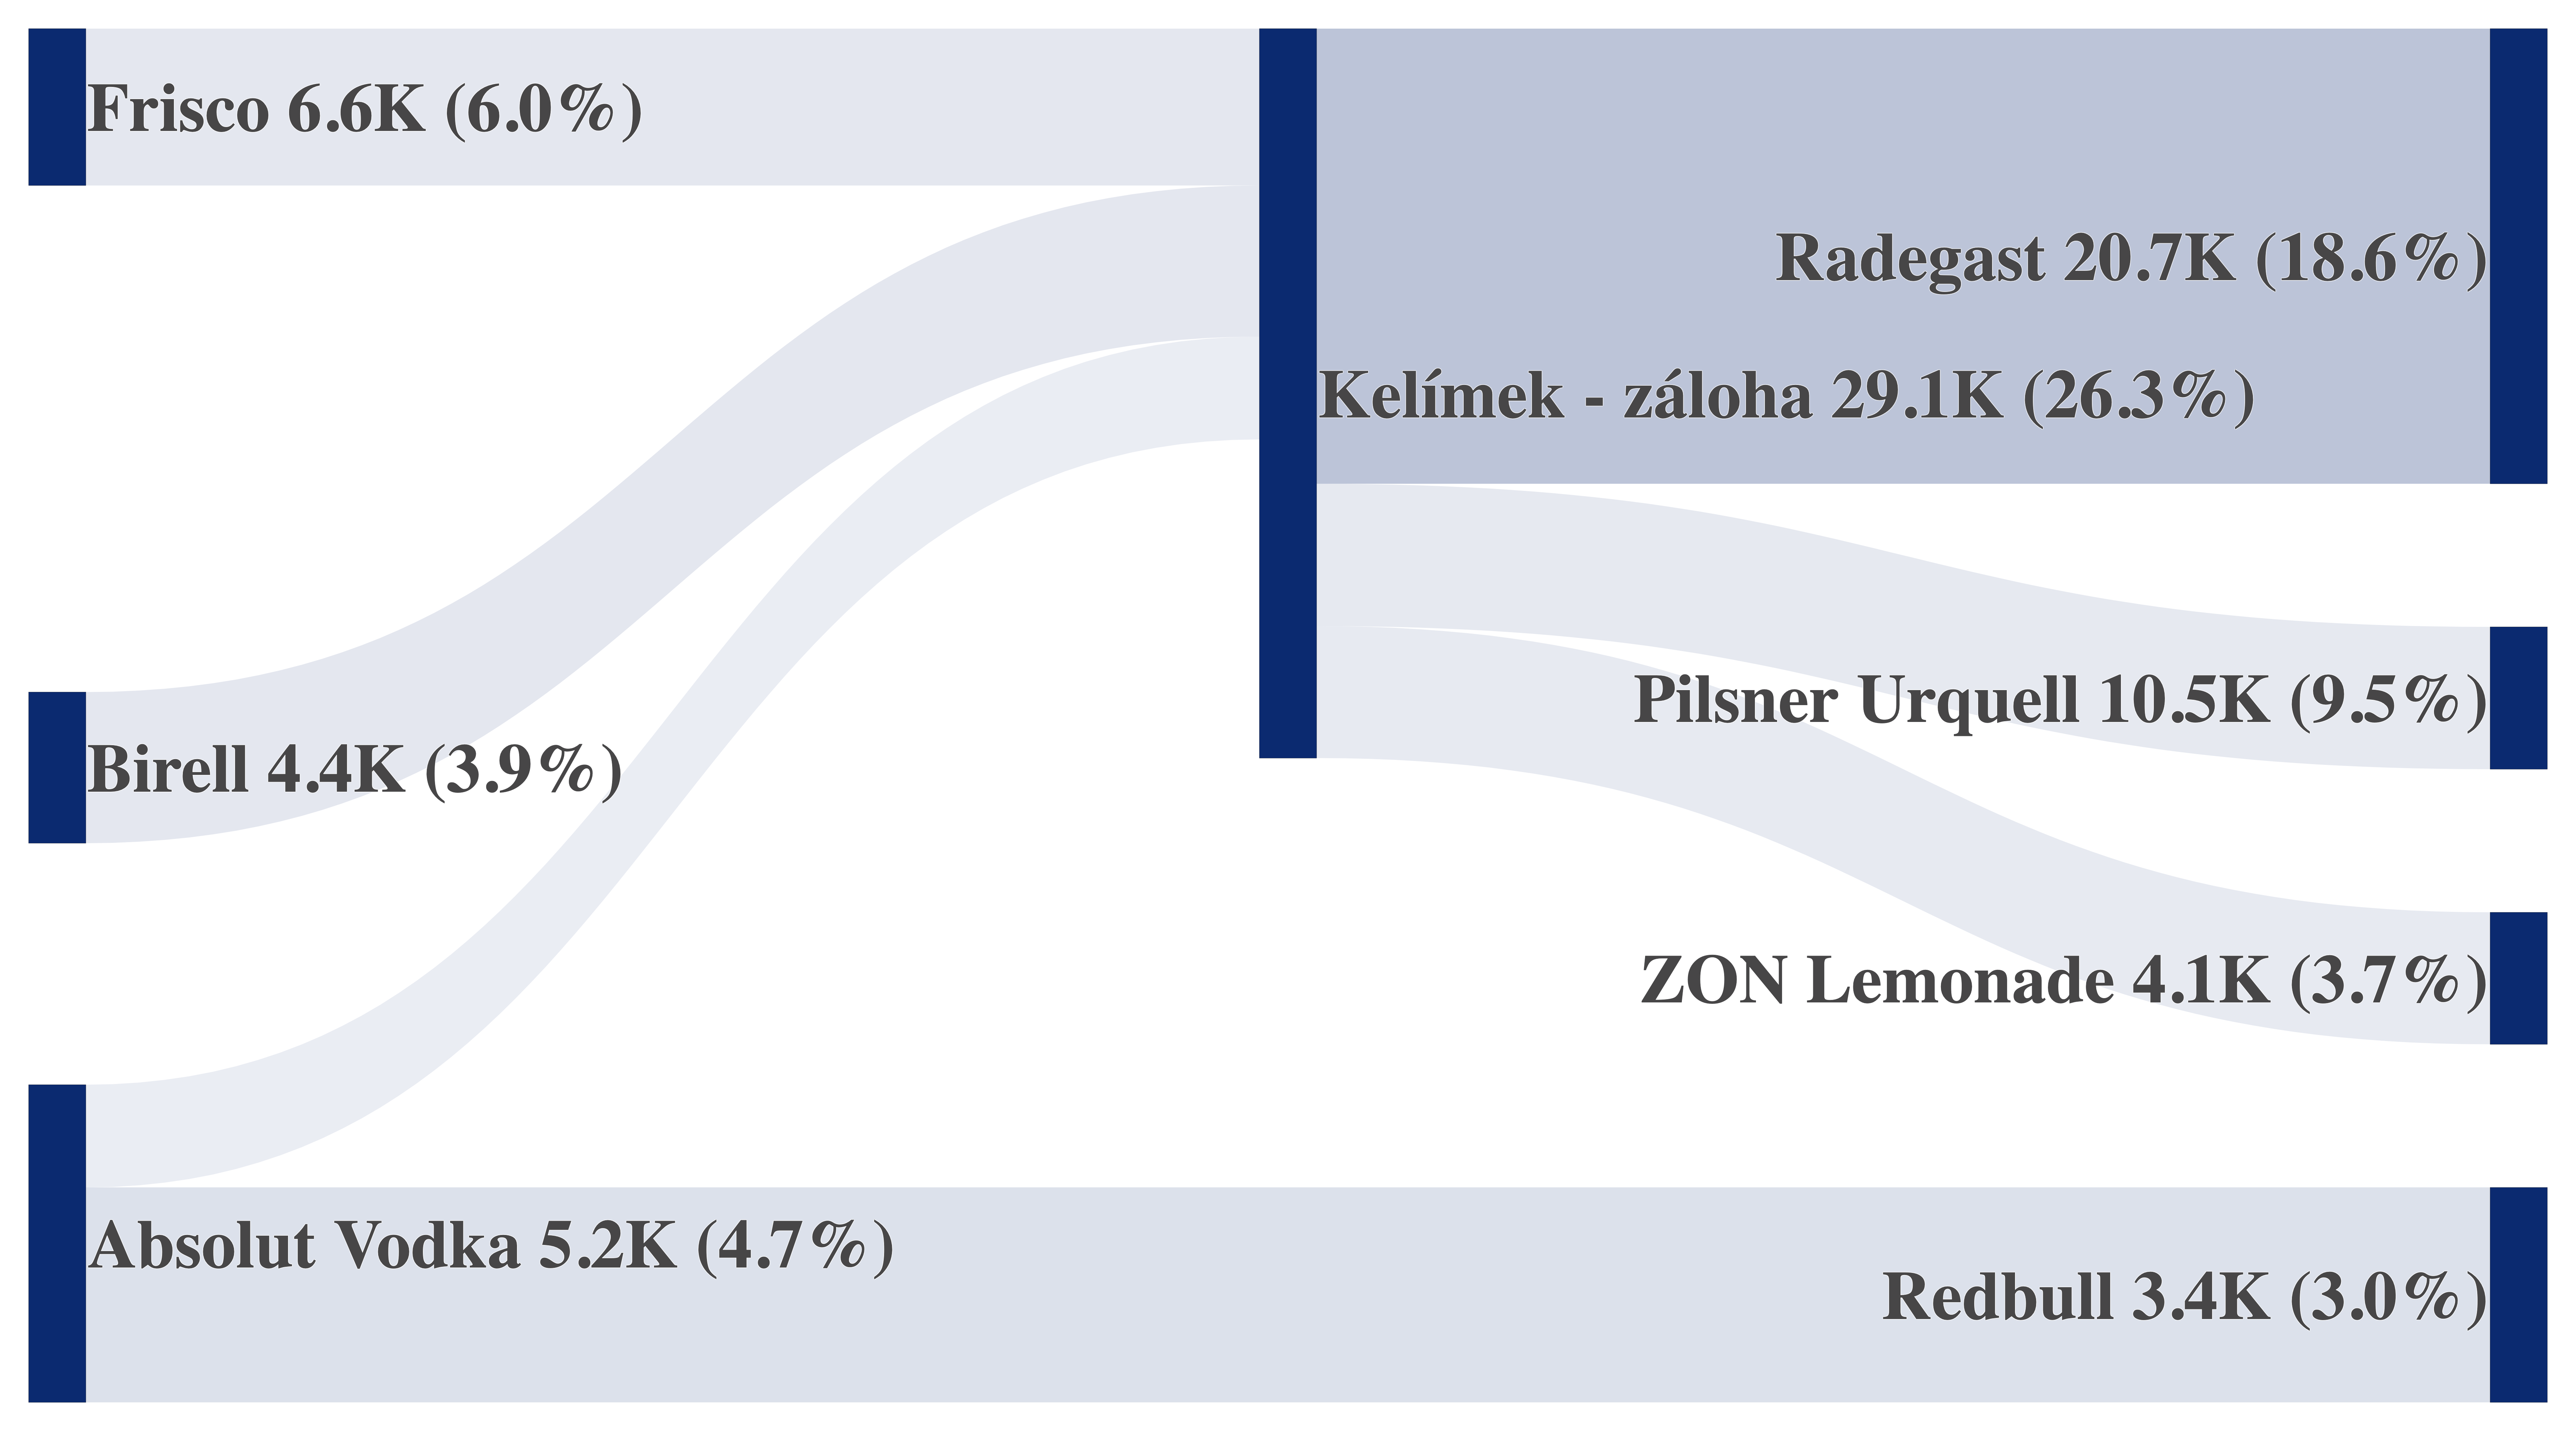 Frisco 6.6K (6.0%)
Radegast 20.7K (18.6%)
Kelímek - záloha 29.1K (26.3%)
Pilsner Urquell 10.5K (9.5%)
Birell 4.4K (3.9%)
ZON Lemonade 4.1K (3.7%)
Absolut Vodka 5.2K (4.7%)
Redbull 3.4K (3.0%)